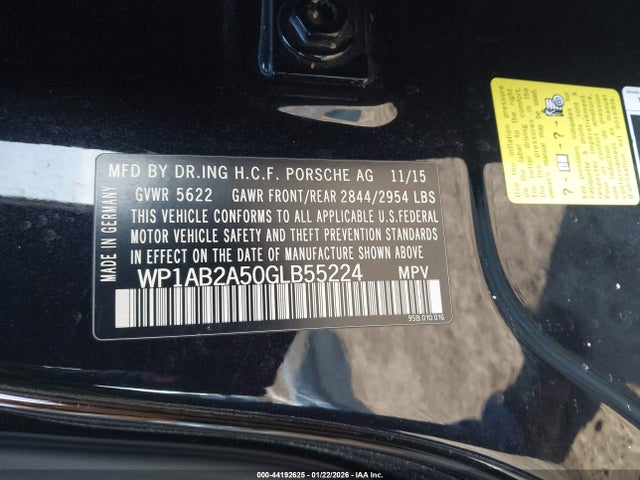 MFD BY DR.ING H.C.F. PORSCHE AG 11/15
GVWR 5622 GAWR FRONT/REAR 2844/2954 LBS
THIS VEHICLE CONFORMS TO ALL APPLICABLE U.S.FEDERAL
MOTOR VEHICLE SAFETY AND THEFT PREVENTION STANDARDS
IN EFFECT ON THE DATE OF MANUFACTURE SHOWN ABOVE
WP1AB2A50GLB55224 MPV
95B.010.016
MADE IN GERMANY
000-44192625 - 01/22/2026 - IAA Inc.